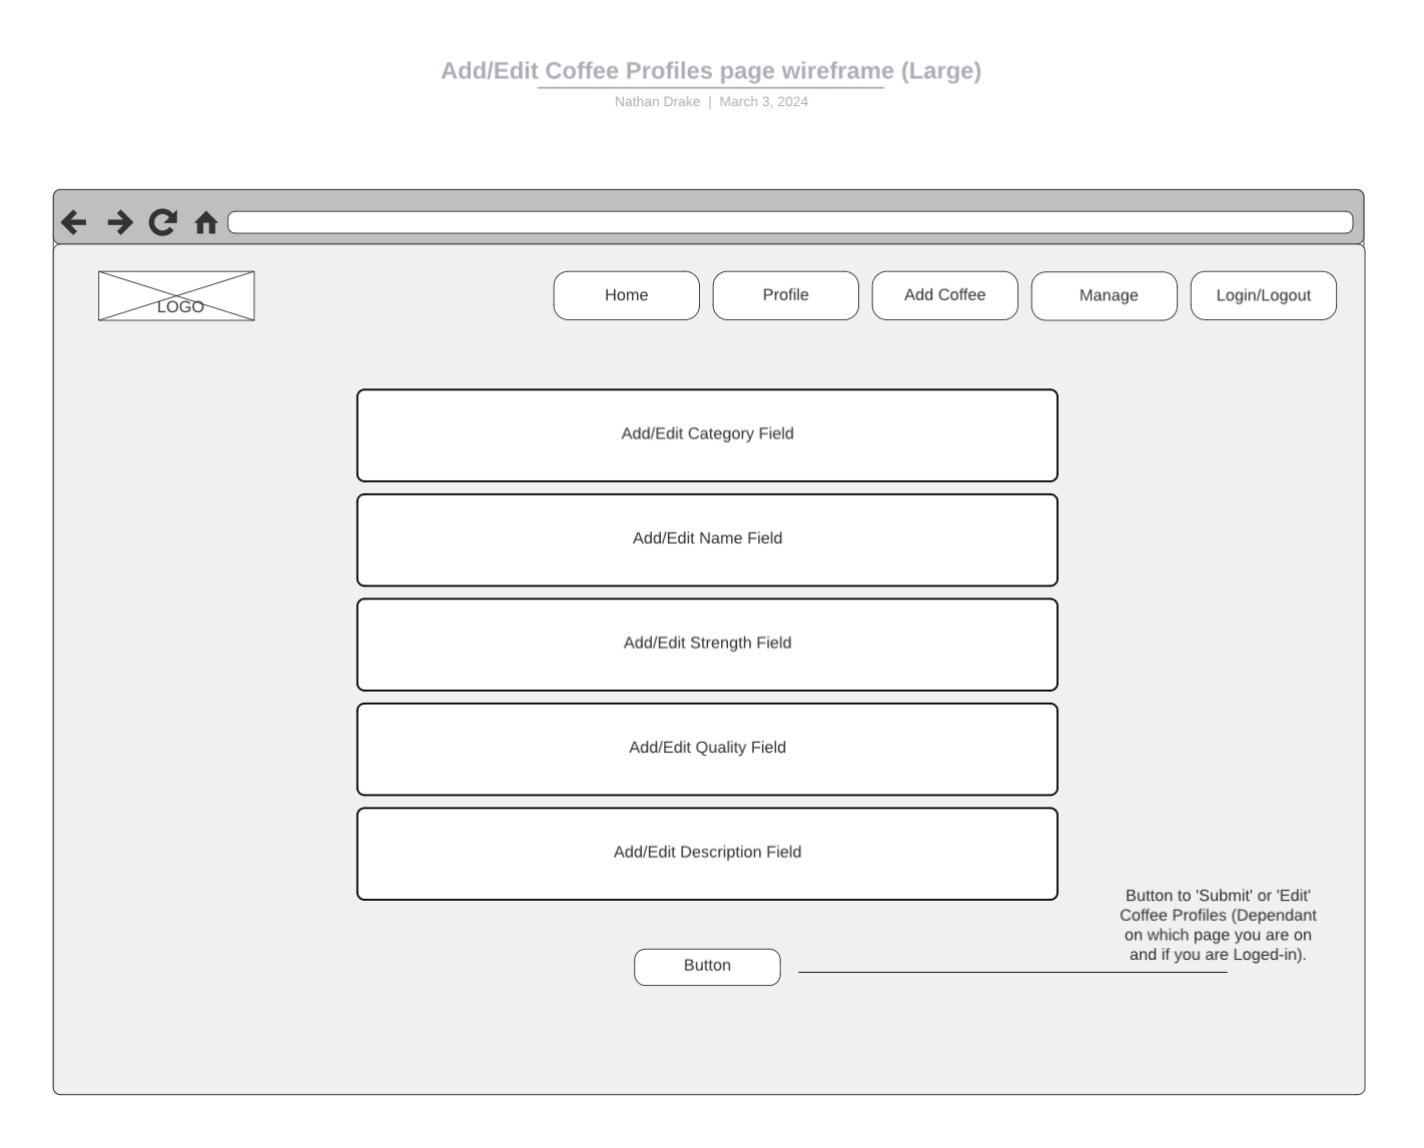 Add/Edit Coffee Profiles page wireframe (Large)
Nathan Drake | March 3, 2024
LOGO
Home
Profile
Add Coffee
Manage
Login/Logout
Add/Edit Category Field
Add/Edit Name Field
Add/Edit Strength Field
Add/Edit Quality Field
Add/Edit Description Field
Button to 'Submit' or 'Edit'
Coffee Profiles (Dependant
on which page you are on
and if you are Loged-in).
Button